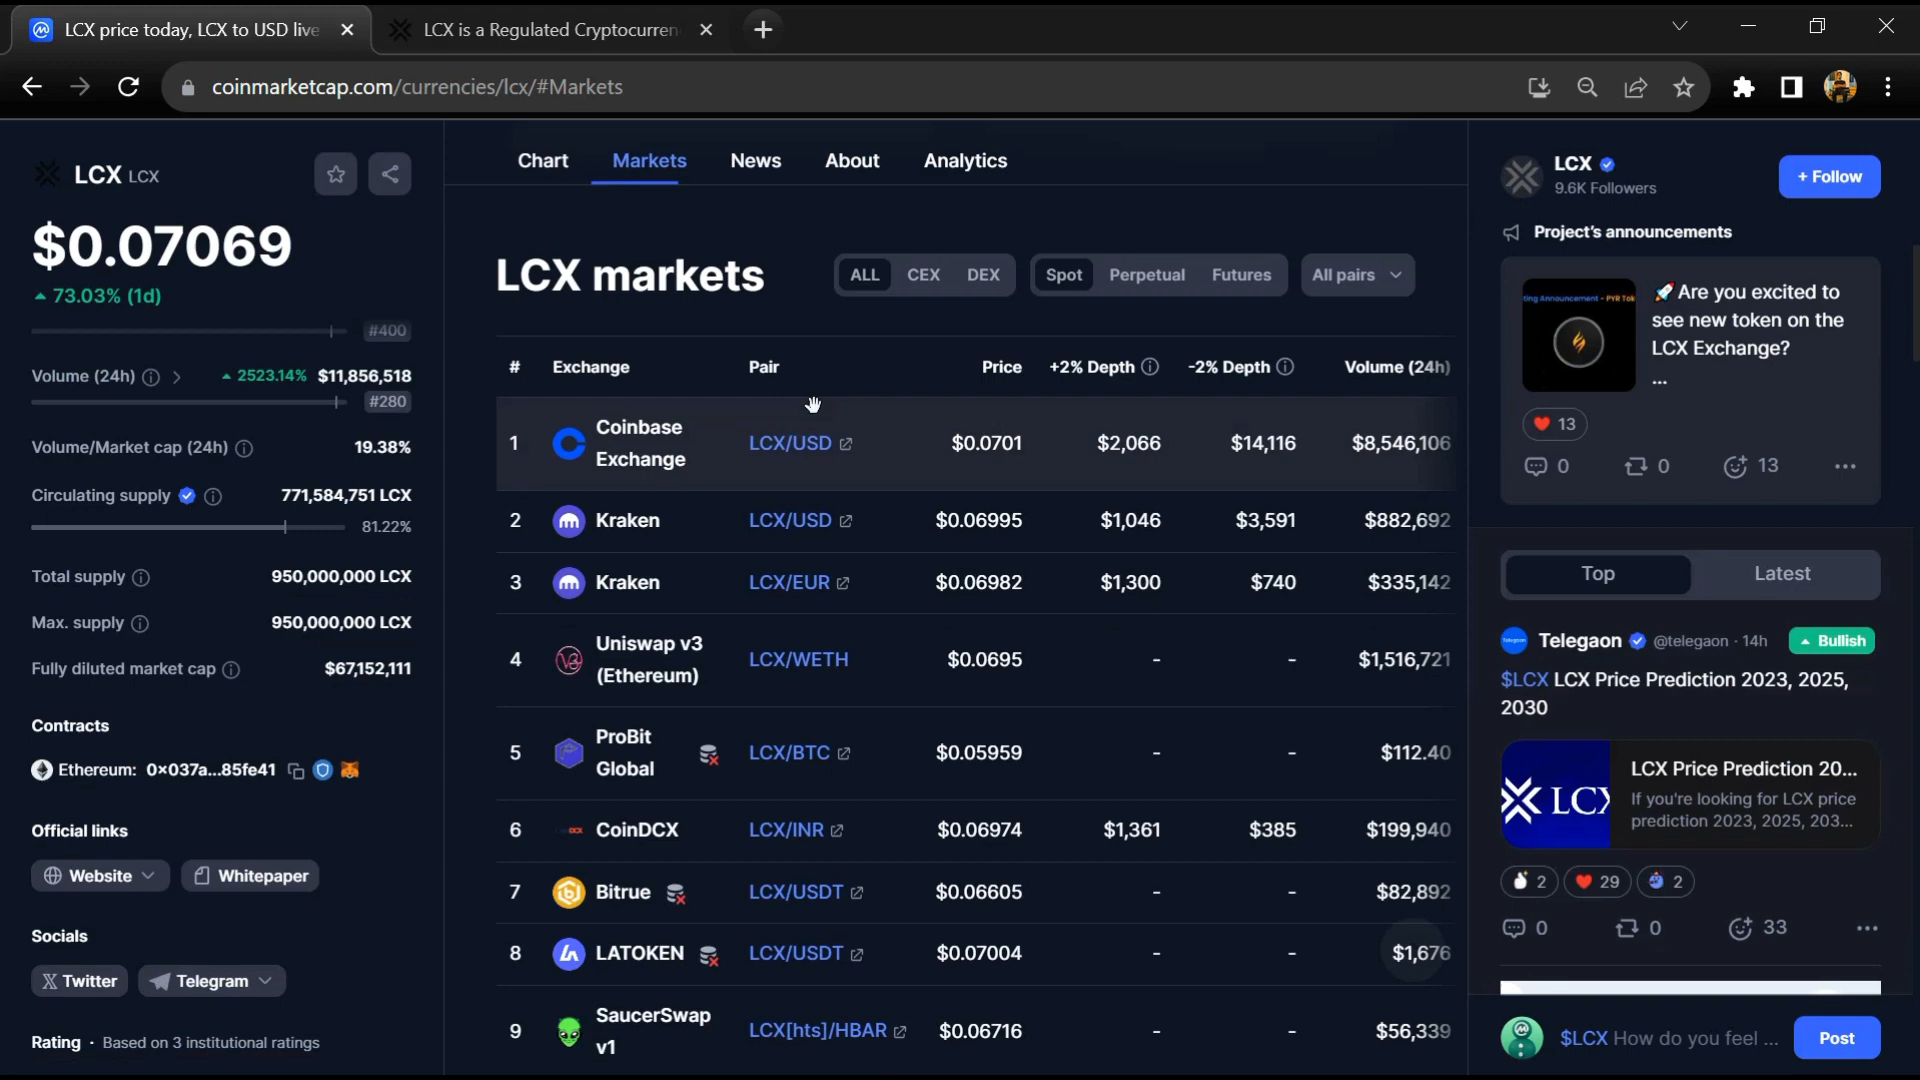 LCX price today, LCX to USD live
LCX is a Regulated Cryptocurren
coinmarketcap.com/currencies/lcx/#Markets
LCX LCX
$0.07069
73.03% (1d)
#400
Volume (24h) 2523.14% $11,856,518
#280
Volume/Market cap (24h) 19.38%
Circulating supply 771,584,751 LCX
81.22%
Total supply 950,000,000 LCX
Max. supply 950,000,000 LCX
Fully diluted market cap $67,152,111
Contracts
Ethereum: 0x037a...85fe41
Official links
Website Whitepaper
Socials
Twitter Telegram
Rating · Based on 3 institutional ratings
Chart Markets News About Analytics
LCX markets
ALL CEX DEX Spot Perpetual Futures All pairs
# Exchange Pair Price +2% Depth -2% Depth Volume (24h)
1 Coinbase Exchange LCX/USD $0.0701 $2,066 $14,116 $8,546,106
2 Kraken LCX/USD $0.06995 $1,046 $3,591 $882,692
3 Kraken LCX/EUR $0.06982 $1,300 $740 $335,142
4 Uniswap v3 (Ethereum) LCX/WETH $0.0695 - - $1,516,721
5 ProBit Global LCX/BTC $0.05959 - - $112.40
6 CoinDCX LCX/INR $0.06974 $1,361 $385 $199,940
7 Bitrue LCX/USDT $0.06605 - - $82,892
8 LATOKEN LCX/USDT $0.07004 - - $1,676
9 SaucerSwap v1 LCX[hts]/HBAR $0.06716 - - $56,339
LCX
9.6K Followers
+ Follow
Project's announcements
ting Announcement - PYR Tok
🚀Are you excited to
see new token on the
LCX Exchange?
...
13
0 0 13
Top Latest
Telegaon @telegaon · 14h Bullish
$LCX LCX Price Prediction 2023, 2025,
2030
LCX
LCX Price Prediction 20...
If you're looking for LCX price
prediction 2023, 2025, 203...
2 29 2
0 0 33
$LCX How do you feel ... Post